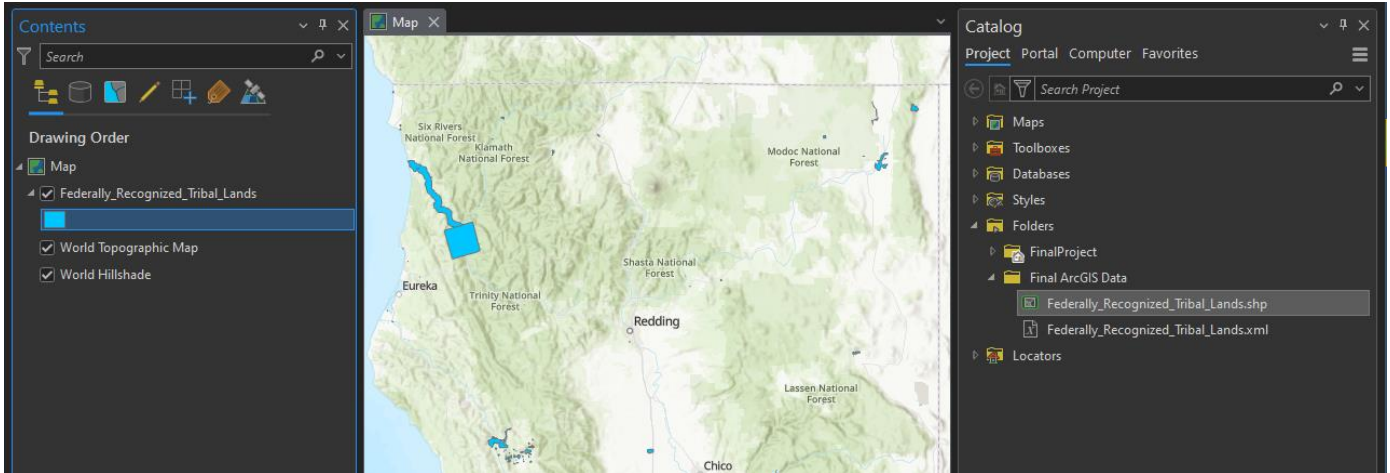 Contents
Search
Drawing Order
Map
Federally_Recognized_Tribal_Lands
World Topographic Map
World Hillshade
Map
Six Rivers
National Forest
Klamath
National Forest
Modoc National
Forest
Shasta National
Forest
Eureka
Trinity National
Forest
Redding
Lassen National
Forest
Chico
Catalog
Project Portal Computer Favorites
Search Project
Maps
Toolboxes
Databases
Styles
Folders
FinalProject
Final ArcGIS Data
Federally_Recognized_Tribal_Lands.shp
Federally_Recognized_Tribal_Lands.xml
Locators